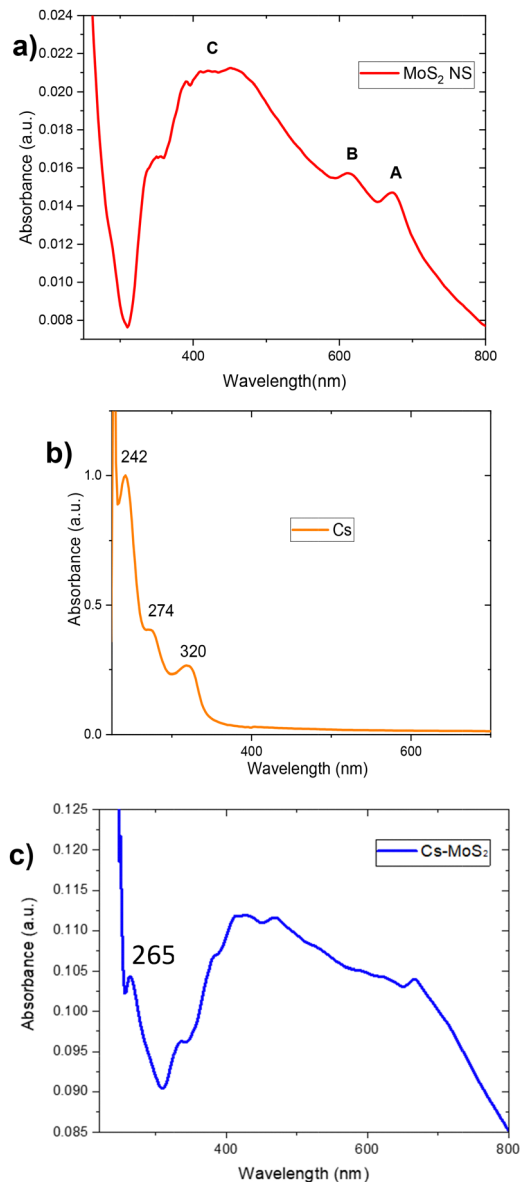 a)
C
B
A
MoS₂ NS
0.024
0.022
0.020
0.018
0.016
0.014
0.012
0.010
0.008
Absorbance (a.u.)
400
600
800
Wavelength(nm)
b)
242
274
320
Cs
1.0
0.5
0.0
Absorbance (a.u.)
400
600
Wavelength (nm)
c)
265
Cs-MoS₂
0.125
0.120
0.115
0.110
0.105
0.100
0.095
0.090
0.085
Absorbance (a.u.)
400
600
800
Wavelength (nm)